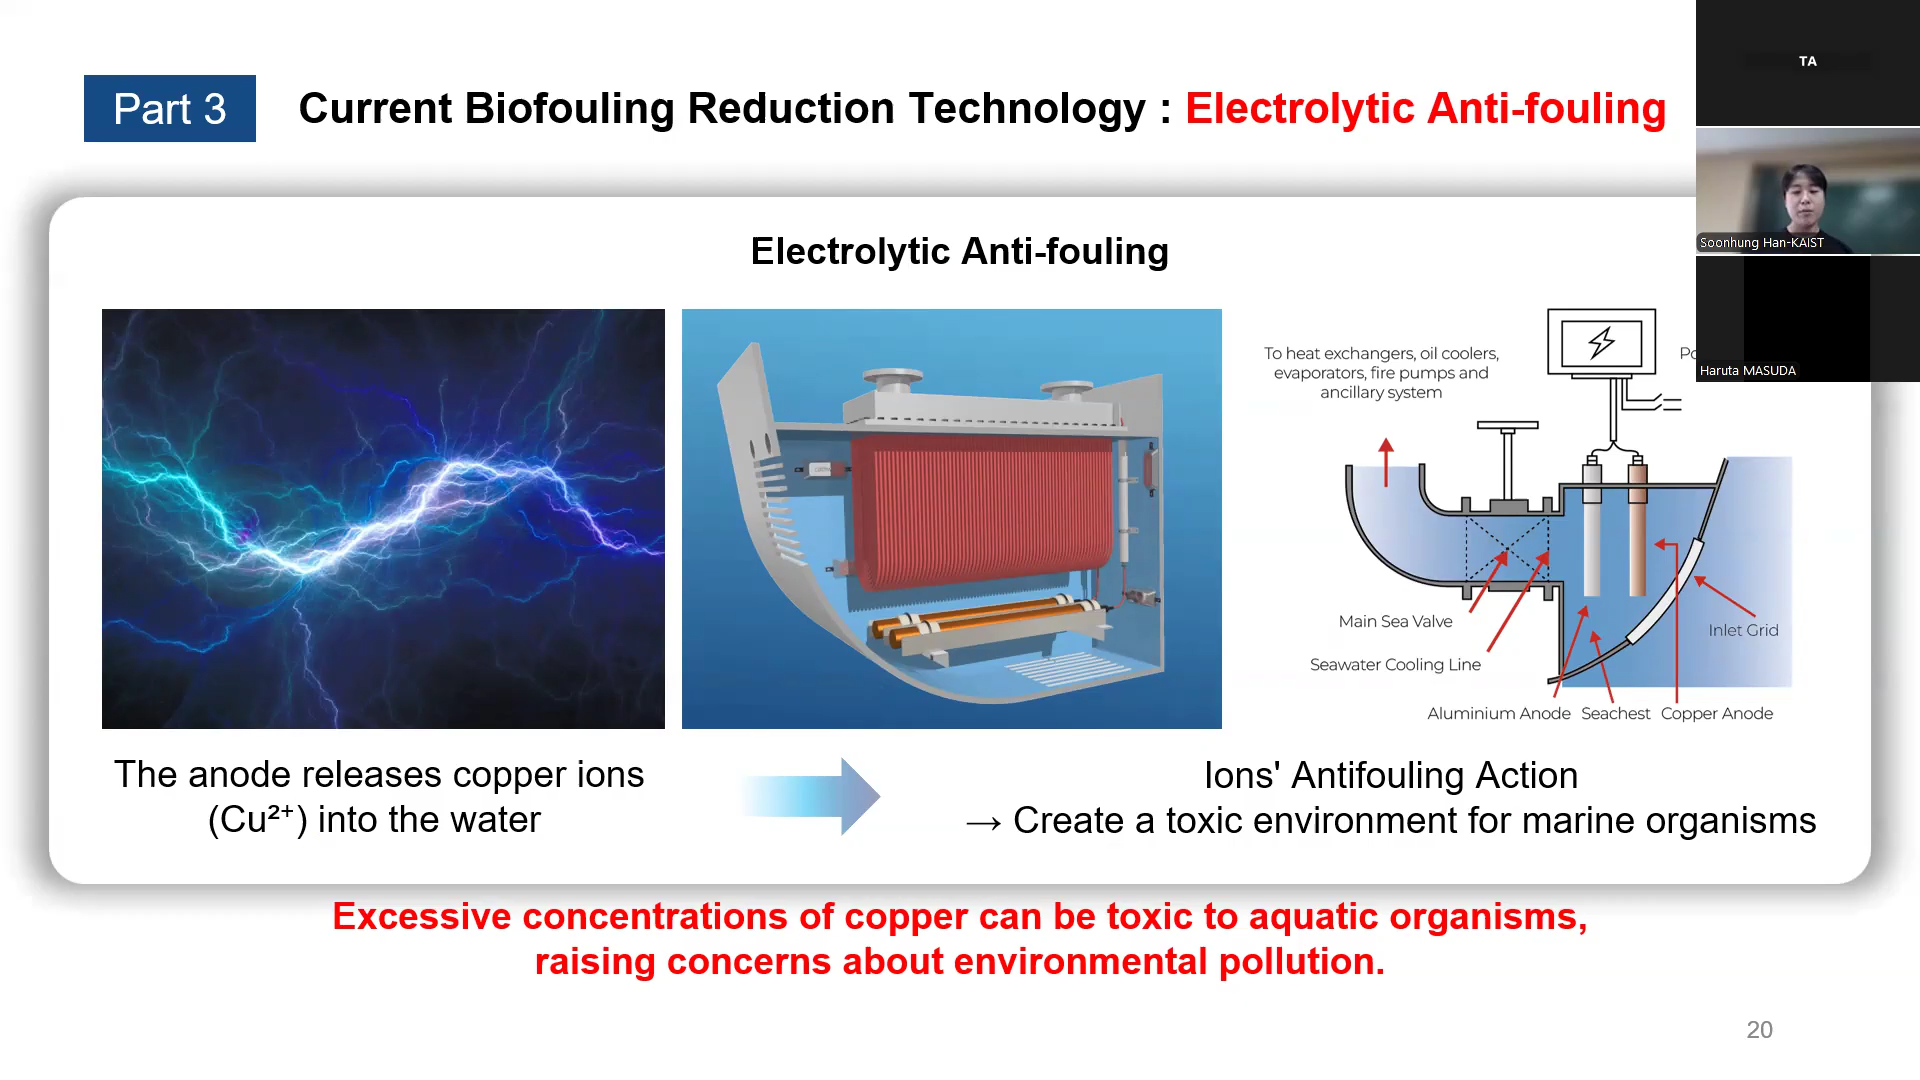 Part 3
Current Biofouling Reduction Technology : Electrolytic Anti-fouling
TA
Soonhung Han-KAIST
Haruta MASUDA
Electrolytic Anti-fouling
To heat exchangers, oil coolers,
evaporators, fire pumps and
ancillary system
Main Sea Valve
Seawater Cooling Line
Inlet Grid
Aluminium Anode
Seachest
Copper Anode
The anode releases copper ions
(Cu²⁺) into the water
Ions' Antifouling Action
→ Create a toxic environment for marine organisms
Excessive concentrations of copper can be toxic to aquatic organisms,
raising concerns about environmental pollution.
20